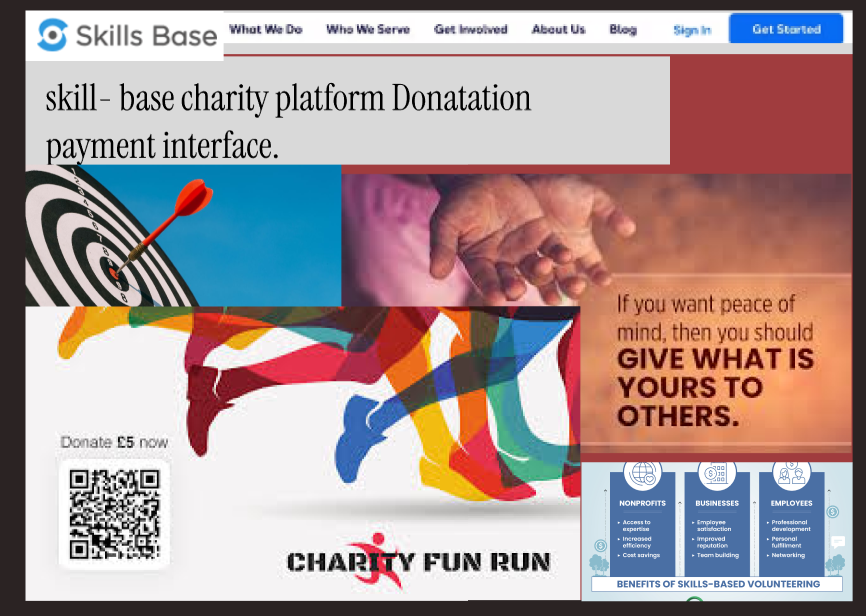 Skills Base
What We Do Who We Serve Get Involved About Us Blog Sign In Get Started
skill- base charity platform Donatation
payment interface.
If you want peace of
mind, then you should
GIVE WHAT IS
YOURS TO
OTHERS.
Donate £5 now
CHARITY FUN RUN
NONPROFITS
• Access to
expertise
• Increased
efficiency
• Cost savings
BUSINESSES
• Employee
satisfaction
• Improved
reputation
• Team building
EMPLOYEES
• Professional
development
• Personal
fulfillment
• Networking
BENEFITS OF SKILLS-BASED VOLUNTEERING